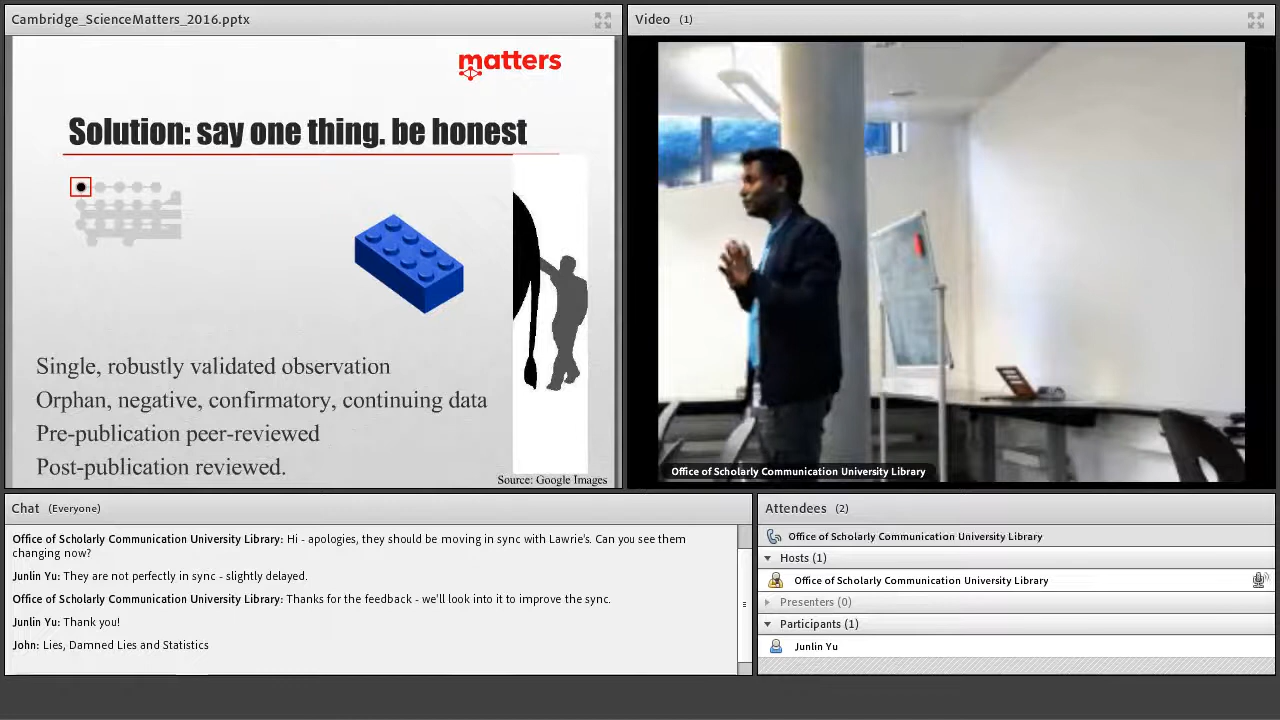 Cambridge_ScienceMatters_2016.pptx
matters
Solution: say one thing. be honest
Single, robustly validated observation
Orphan, negative, confirmatory, continuing data
Pre-publication peer-reviewed
Post-publication reviewed.
Source: Google Images
Video (1)
Office of Scholarly Communication University Library
Chat (Everyone)
Office of Scholarly Communication University Library: Hi - apologies, they should be moving in sync with Lawrie's. Can you see them
changing now?
Junlin Yu: They are not perfectly in sync - slightly delayed.
Office of Scholarly Communication University Library: Thanks for the feedback - we'll look into it to improve the sync.
Junlin Yu: Thank you!
John: Lies, Damned Lies and Statistics
Attendees (2)
Office of Scholarly Communication University Library
Hosts (1)
Office of Scholarly Communication University Library
Presenters (0)
Participants (1)
Junlin Yu